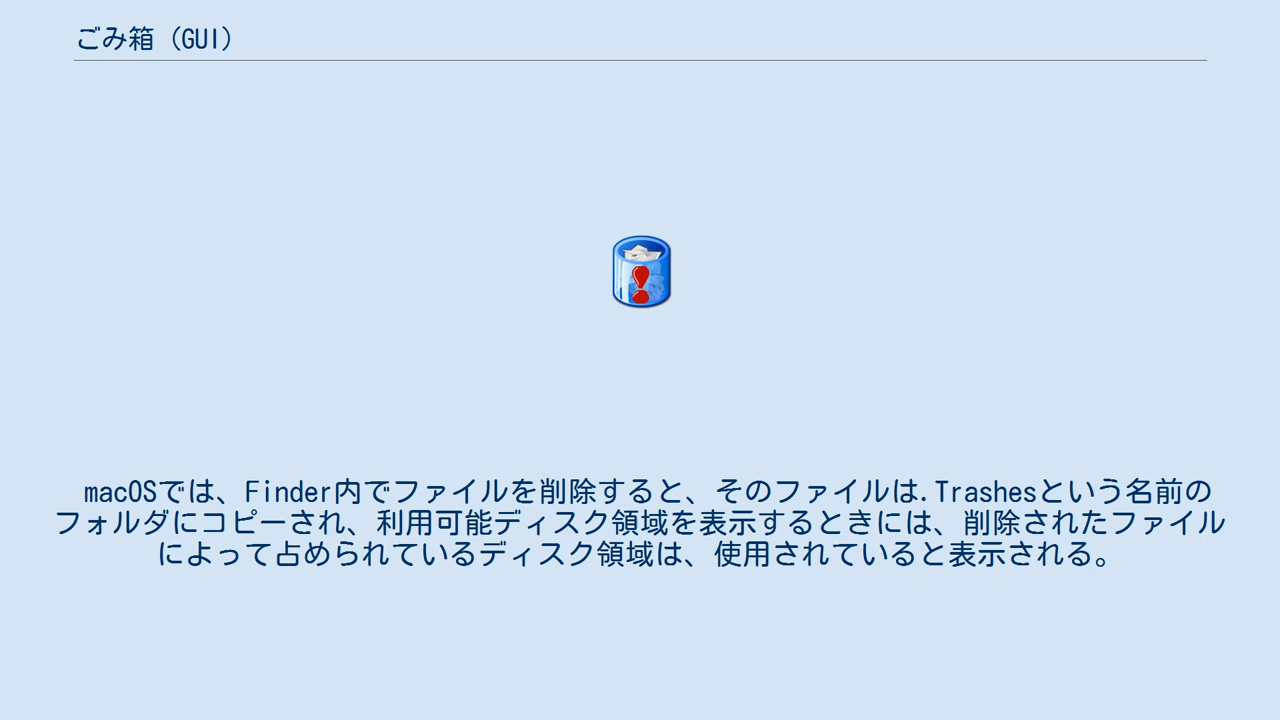 ごみ箱（GUI）
macOSでは、Finder内でファイルを削除すると、そのファイルは.Trashesという名前の
フォルダにコピーされ、利用可能ディスク領域を表示するときには、削除されたファイル
によって占められているディスク領域は、使用されていると表示される。